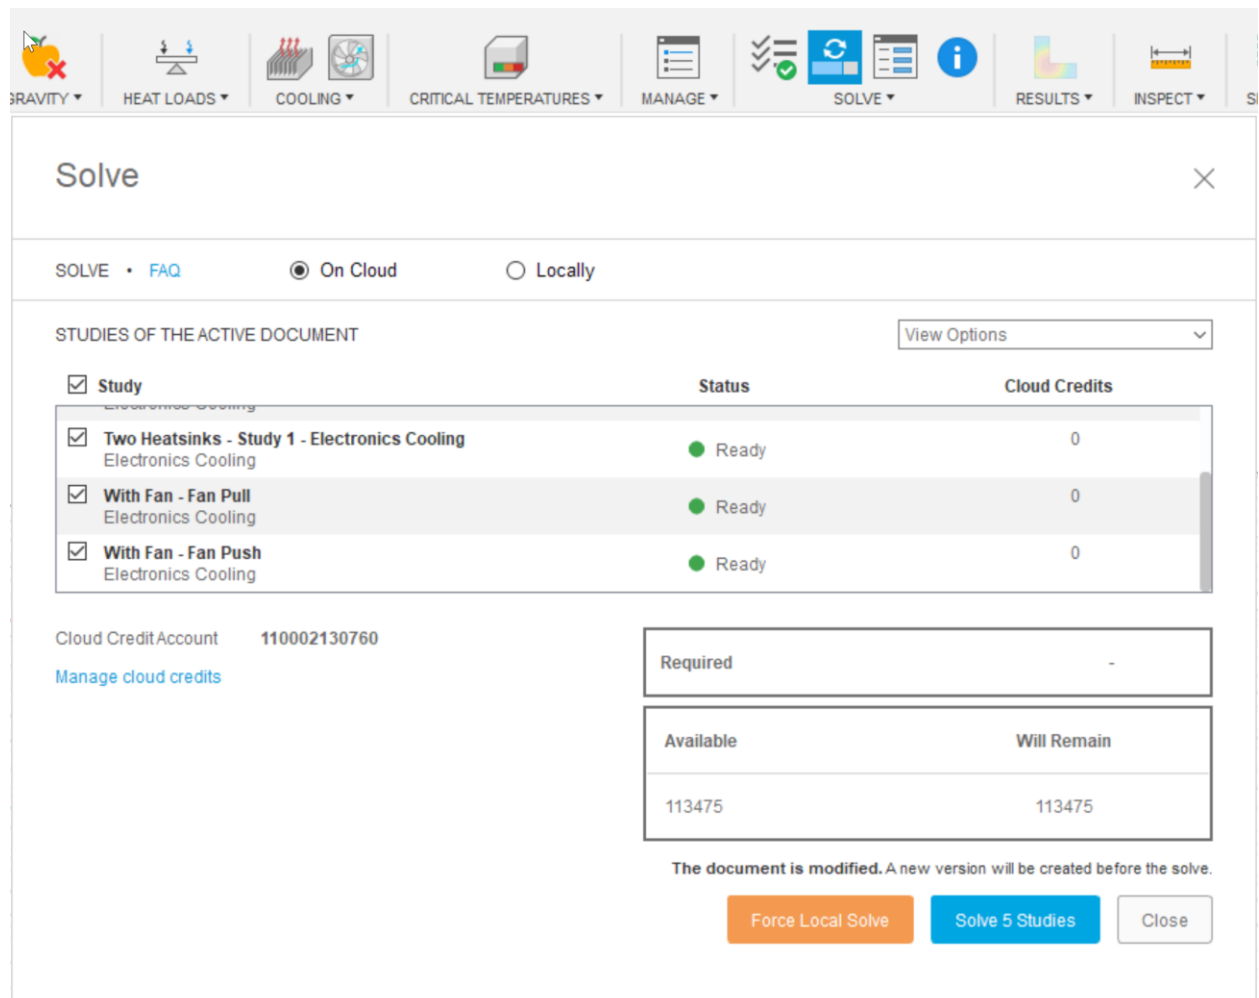 GRAVITY HEAT LOADS COOLING CRITICAL TEMPERATURES MANAGE SOLVE RESULTS INSPECT
Solve
SOLVE • FAQ On Cloud Locally
STUDIES OF THE ACTIVE DOCUMENT View Options
Study Status Cloud Credits
Electronics Cooling
Two Heatsinks - Study 1 - Electronics Cooling 0
Electronics Cooling Ready
With Fan - Fan Pull 0
Electronics Cooling Ready
With Fan - Fan Push 0
Electronics Cooling Ready
Cloud Credit Account 110002130760
Manage cloud credits
Required -
Available Will Remain
113475 113475
The document is modified. A new version will be created before the solve.
Force Local Solve Solve 5 Studies Close